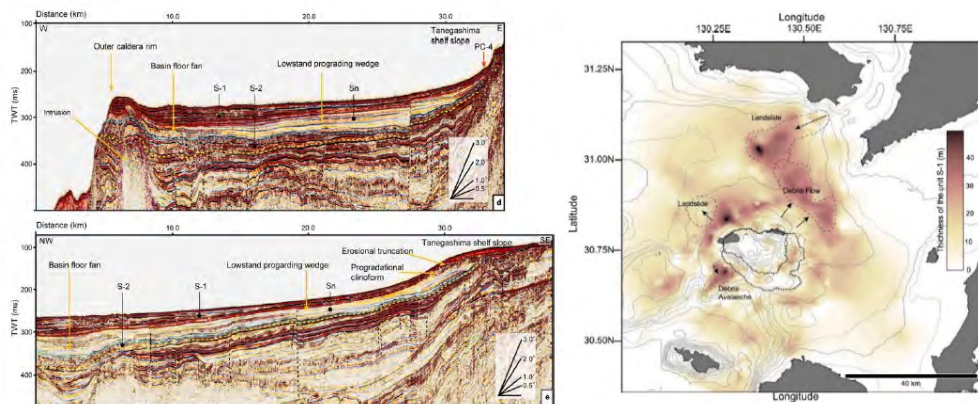 Distance (km)
10.0
20.0
30.0
W
E
Tanegashima
shelf slope
PC-4
Outer caldera rim
Basin floor fan
Lowstand prograding wedge
S-1
S-2
Sn
Intrusion
TWT (ms)
100
200
300
400
3.0°
2.0°
1.0°
0.5°
d
Distance (km)
10.0
20.0
30.0
NW
SE
Tanegashima shelf slope
Erosional truncation
Basin floor fan
Lowstand progarding wedge
Progradational
clinoform
S-2
S-1
Sn
TWT (ms)
100
200
300
400
3.0°
2.0°
1.0°
0.5°
e
Longitude
130.25E
130.50E
130.75E
31.25N
31.00N
30.75N
30.50N
Latitude
Landslide
Debris Flow
Landslide
Debris
Avalanche
Thickness of the unit S-1 (m)
0
10
20
30
40
40 km
Longitude